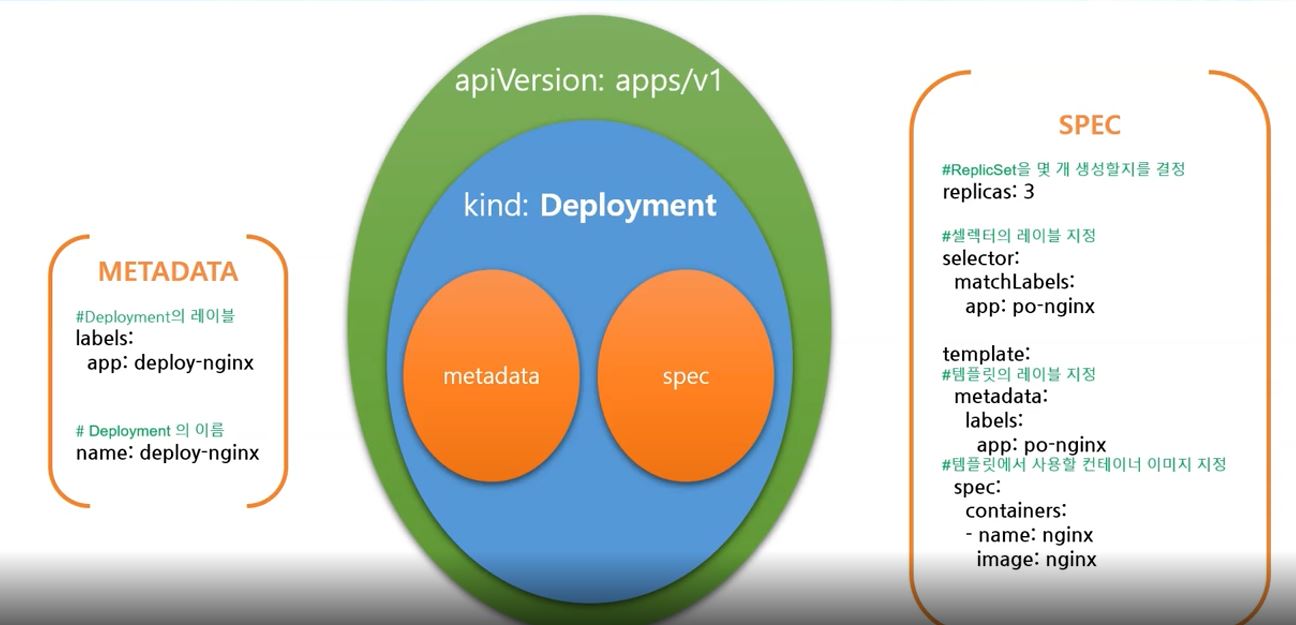 apiVersion: apps/v1
kind: Deployment
metadata
spec
METADATA
#Deployment의 레이블
labels:
app: deploy-nginx
# Deployment 의 이름
name: deploy-nginx
SPEC
#ReplicSet을 몇 개 생성할지를 결정
replicas: 3
#셀렉터의 레이블 지정
selector:
matchLabels:
app: po-nginx
template:
#템플릿의 레이블 지정
metadata:
labels:
app: po-nginx
#템플릿에서 사용할 컨테이너 이미지 지정
spec:
containers:
- name: nginx
image: nginx